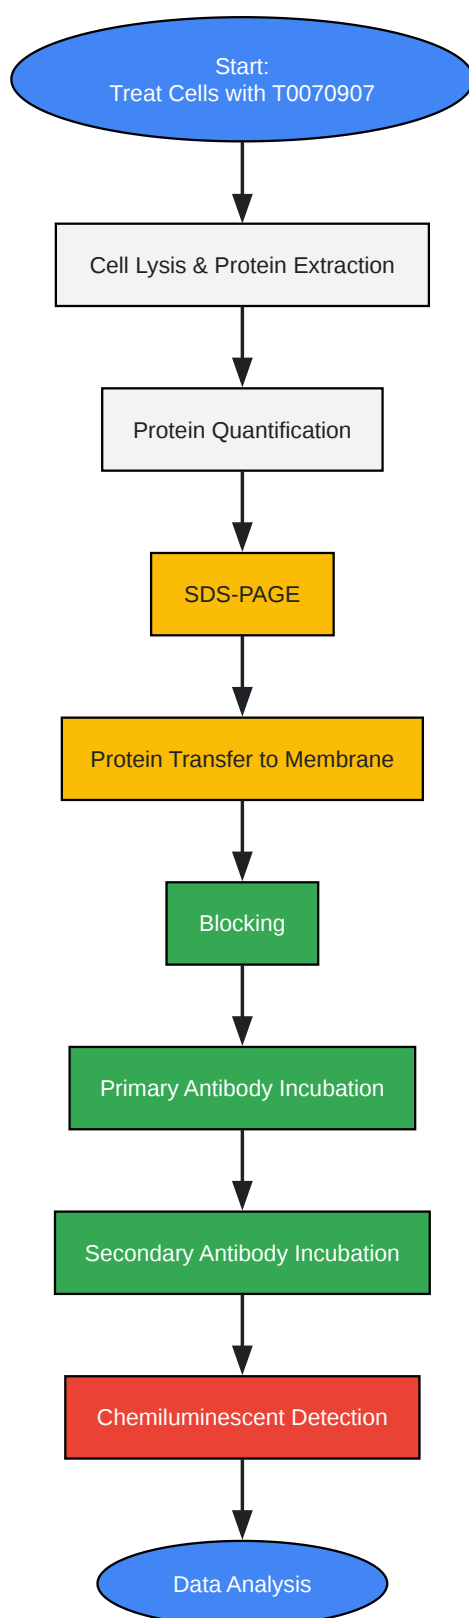 Start:
Treat Cells with T0070907
Cell Lysis & Protein Extraction
Protein Quantification
SDS-PAGE
Protein Transfer to Membrane
Blocking
Primary Antibody Incubation
Secondary Antibody Incubation
Chemiluminescent Detection
Data Analysis